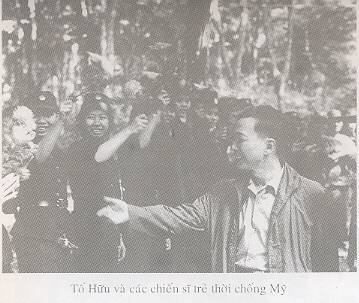 Tố Hữu và các chiến sĩ trẻ thời chống Mỹ